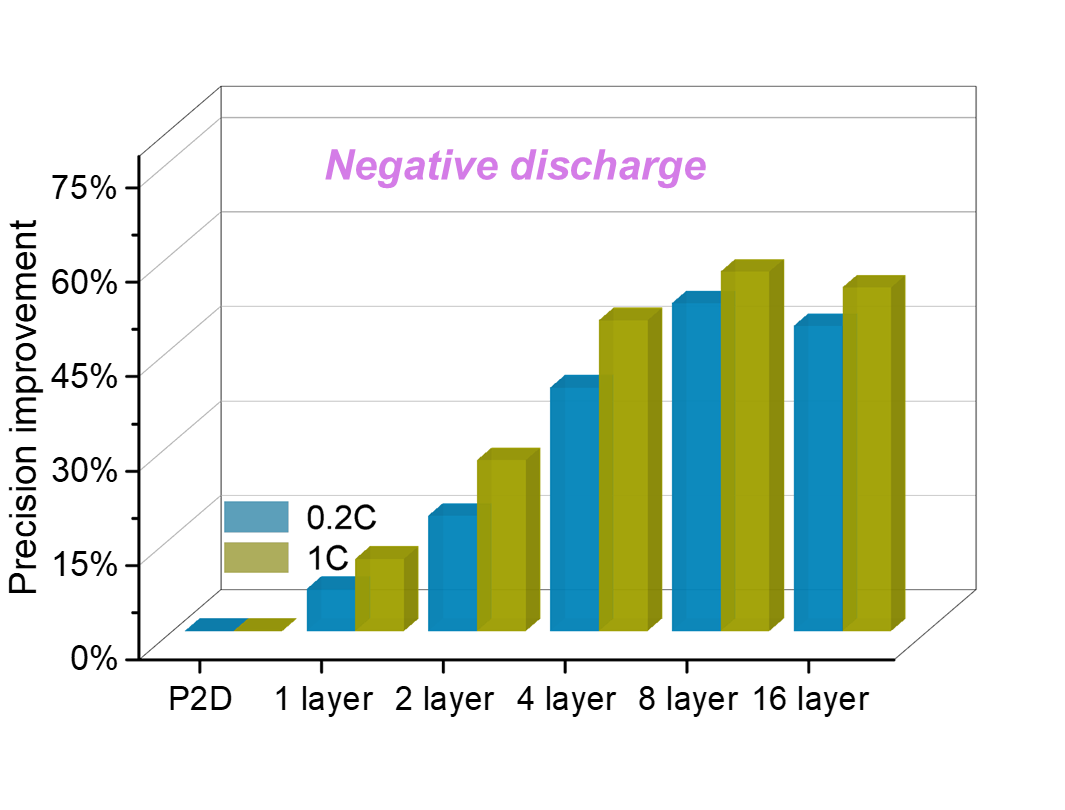 Negative discharge
Precision improvement
75%
60%
45%
30%
15%
0%
0.2C
1C
P2D
1 layer
2 layer
4 layer
8 layer
16 layer